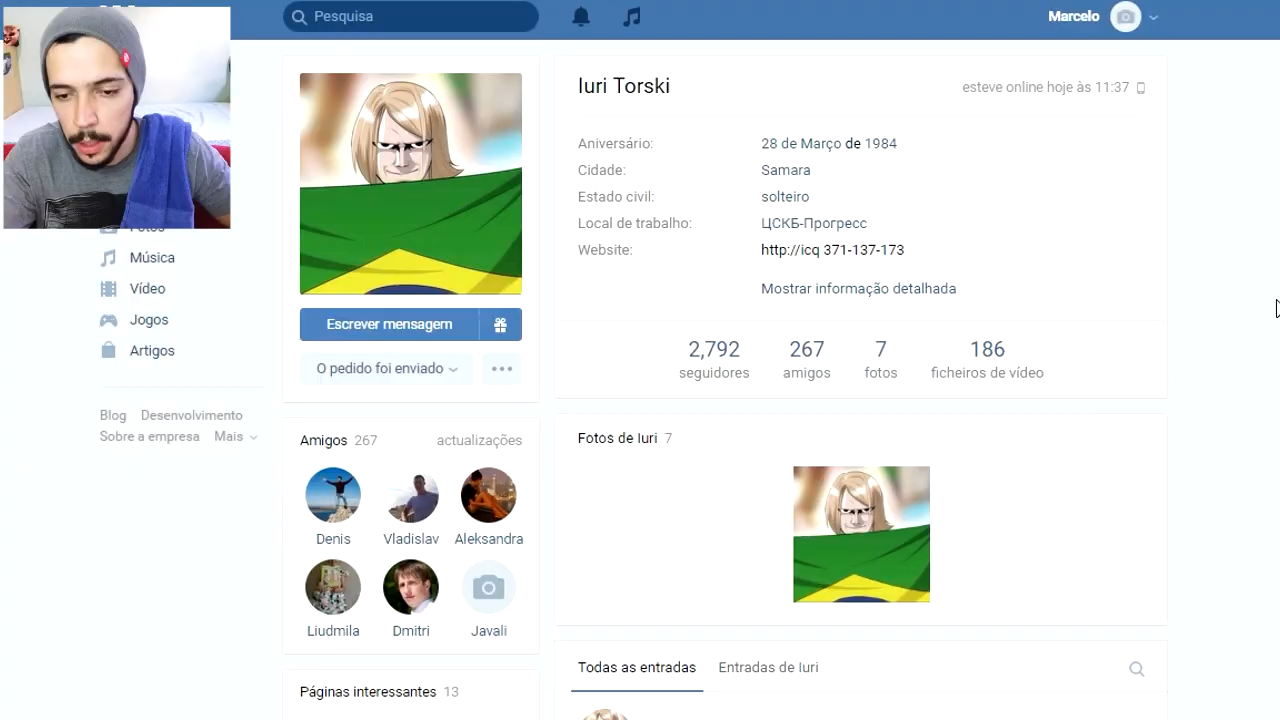 Pesquisa
Marcelo
Iuri Torski
esteve online hoje às 11:37
Aniversário: 28 de Março de 1984
Cidade: Samara
Estado civil: solteiro
Local de trabalho: ЦСКБ-Прогресс
Website: http://icq 371-137-173
Mostrar informação detalhada
2,792 267 7 186
seguidores amigos fotos ficheiros de vídeo
Fotos
Música
Vídeo
Jogos
Artigos
Blog Desenvolvimento
Sobre a empresa Mais
Escrever mensagem
O pedido foi enviado
Amigos 267 actualizações
Denis Vladislav Aleksandra
Liudmila Dmitri Javali
Páginas interessantes 13
Fotos de Iuri 7
Todas as entradas Entradas de Iuri